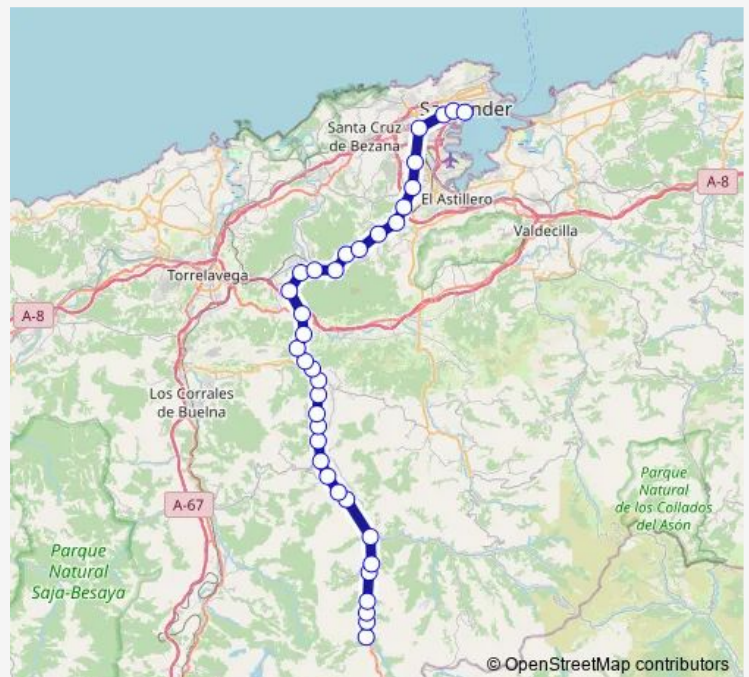 Santander
Santa Cruz
de Bezana
A-8
El Astillero
Valdecilla
Torrelavega
A-8
Los Corrales
de Buelna
Parque
Natural
de los Collados
del Asón
A-67
Parque
Natural
Saja-Besaya
© OpenStreetMap contributors